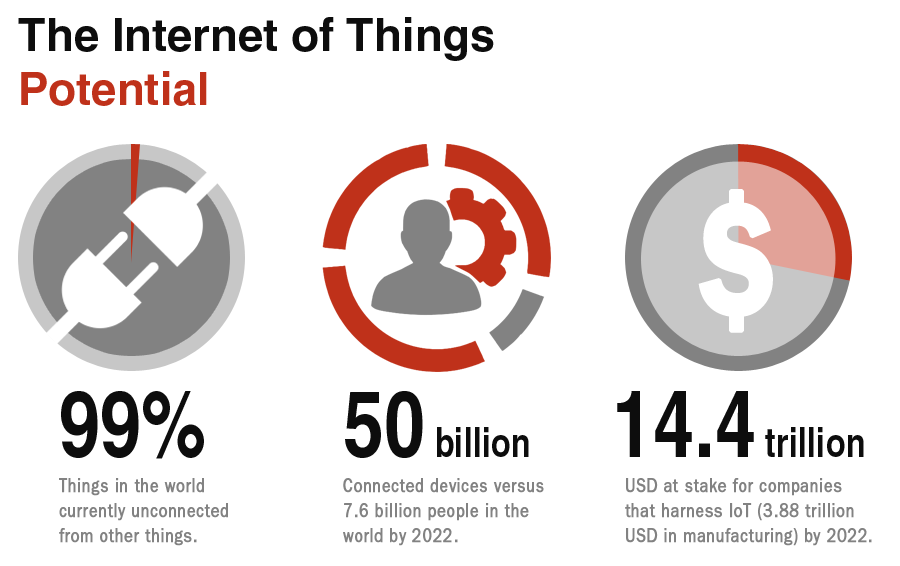 The Internet of Things
Potential
99%
Things in the world
currently unconnected
from other things.
50 billion
Connected devices versus
7.6 billion people in the
world by 2022.
14.4 trillion
USD at stake for companies
that harness IoT (3.88 trillion
USD in manufacturing) by 2022.